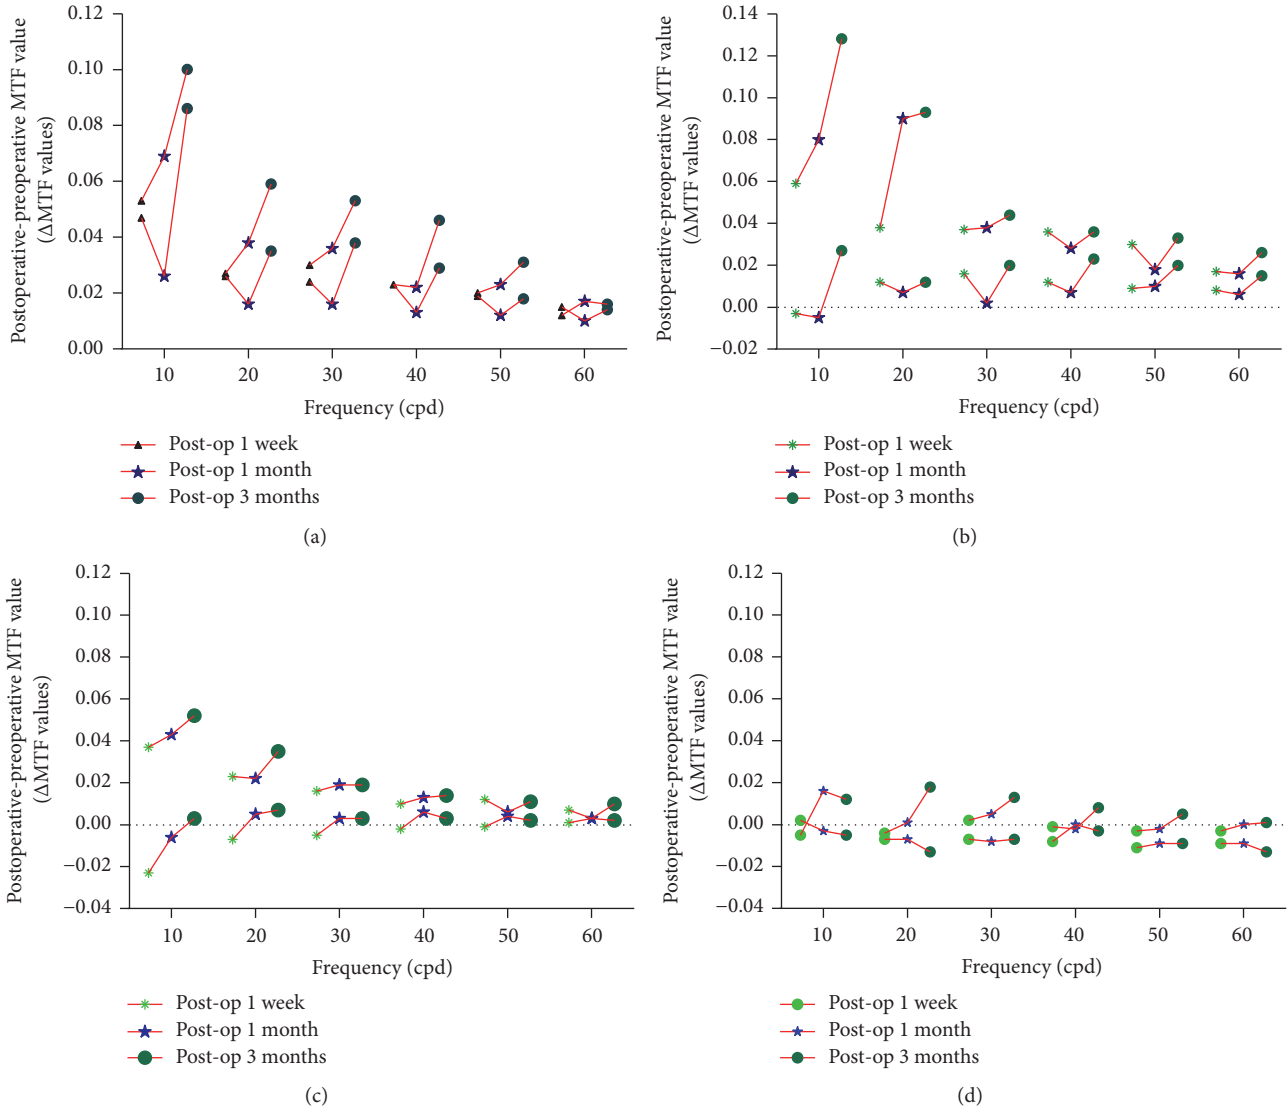 Postoperative-preoperative MTF value
(ΔMTF values)
0.12
0.10
0.08
0.06
0.04
0.02
0.00
10 20 30 40 50 60
Frequency (cpd)
Post-op 1 week
Post-op 1 month
Post-op 3 months
(a)
Postoperative-preoperative MTF value
(ΔMTF values)
0.14
0.12
0.10
0.08
0.06
0.04
0.02
0.00
−0.02
10 20 30 40 50 60
Frequency (cpd)
Post-op 1 week
Post-op 1 month
Post-op 3 months
(b)
Postoperative-preoperative MTF value
(ΔMTF values)
0.12
0.10
0.08
0.06
0.04
0.02
0.00
−0.02
−0.04
10 20 30 40 50 60
Frequency (cpd)
Post-op 1 week
Post-op 1 month
Post-op 3 months
(c)
Postoperative-preoperative MTF value
(ΔMTF values)
0.12
0.10
0.08
0.06
0.04
0.02
0.00
−0.02
−0.04
10 20 30 40 50 60
Frequency (cpd)
Post-op 1 week
Post-op 1 month
Post-op 3 months
(d)